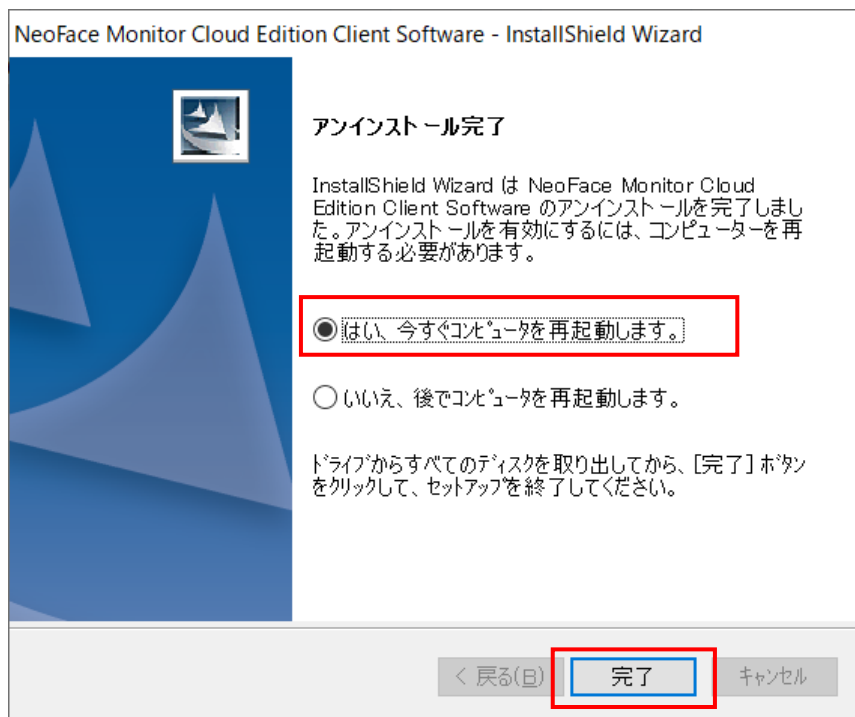 NeoFace Monitor Cloud Edition Client Software - InstallShield Wizard
アンインストール完了
InstallShield Wizard は NeoFace Monitor Cloud
Edition Client Software のアンインストールを完了しまし
た。アンインストールを有効にするには、コンピューターを再
起動する必要があります。
はい、今すぐコンピュータを再起動します。
いいえ、後でコンピュータを再起動します。
ドライブからすべてのディスクを取り出してから、[完了] ボタン
をクリックして、セットアップを終了してください。
< 戻る(B)
完了
キャンセル